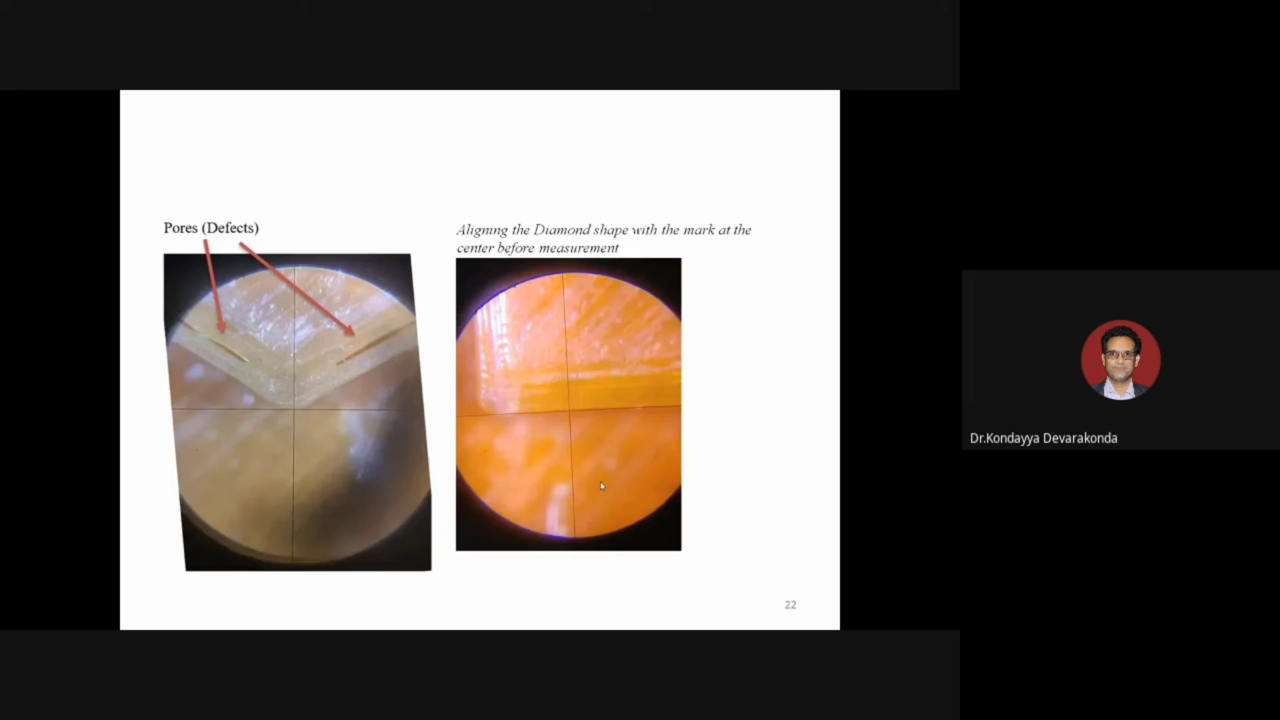 Pores (Defects)
Aligning the Diamond shape with the mark at the
center before measurement
22
Dr.Kondayya Devarakonda